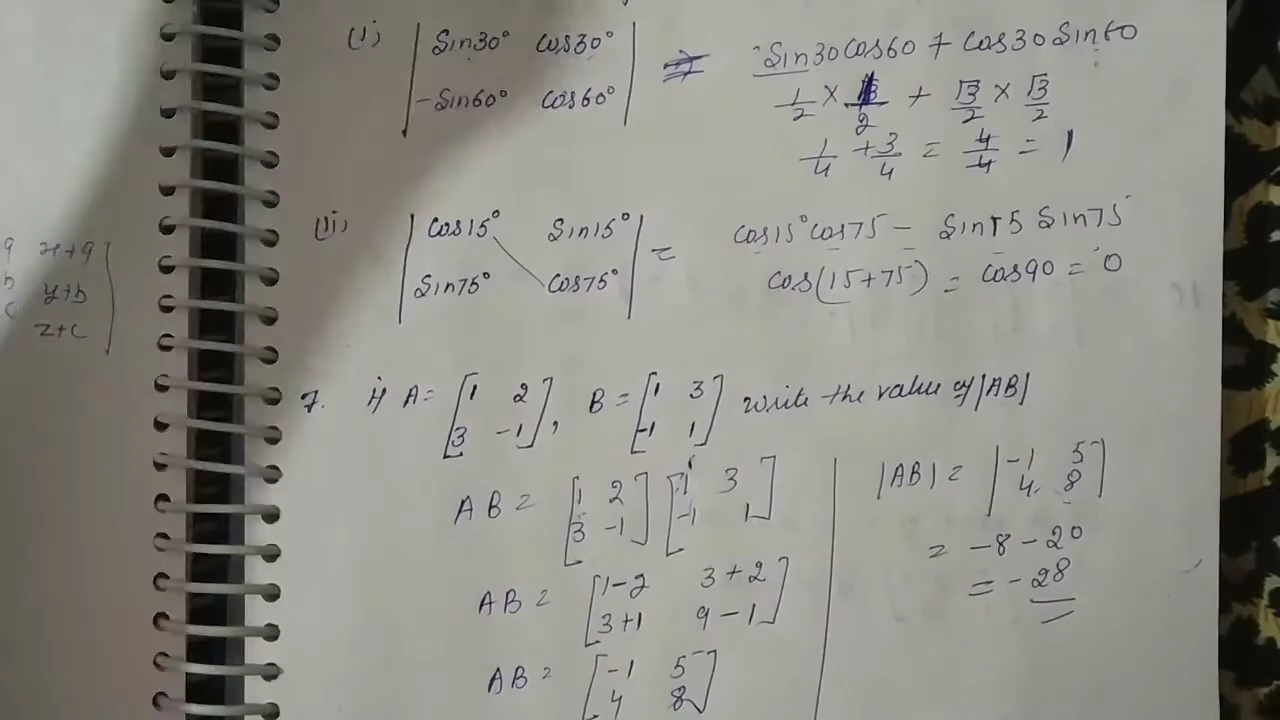 (i) | Sin30° Cos30° | ⇒ Sin30Cos60 + Cos30Sin60
| -Sin60° Cos60° | 1/2 × 1/2 + √3/2 × √3/2
1/4 + 3/4 = 4/4 = 1
(ii) | Cos15° Sin15° | = Cos15°Cos75 - Sin15 Sin75
| Sin75° Cos75° | Cos(15+75) = Cos90 = 0
x+p
y+b
z+c
7. if A = [1 2 , B = [1 3 write the value of |AB|
3 -1] -1 1]
AB = [1 2 [1 3 |AB| = |-1 5
3 -1] -1 1] 4 8|
= -8 - 20
AB = [1-2 3+2 = -28
3+1 9-1]
AB = [-1 5
4 8]